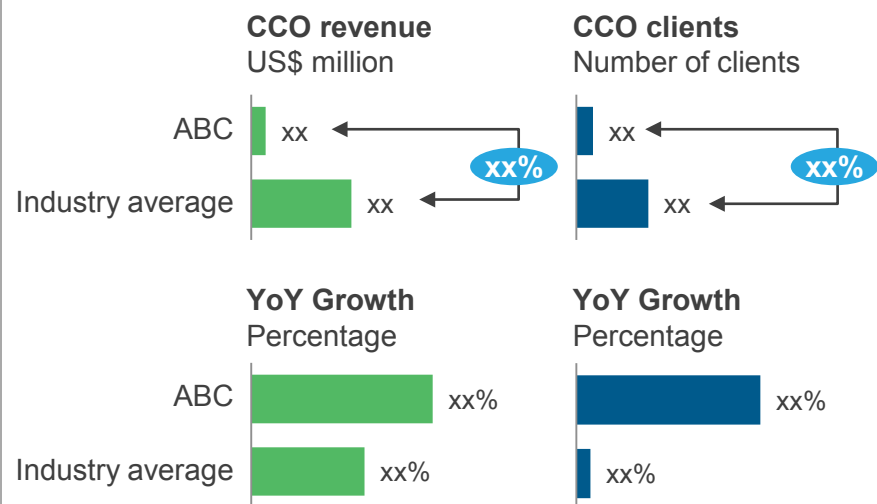 CCO revenue
US$ million
CCO clients
Number of clients
ABC
xx
xx
xx%
xx%
Industry average
xx
xx
YoY Growth
Percentage
YoY Growth
Percentage
ABC
xx%
xx%
Industry average
xx%
xx%